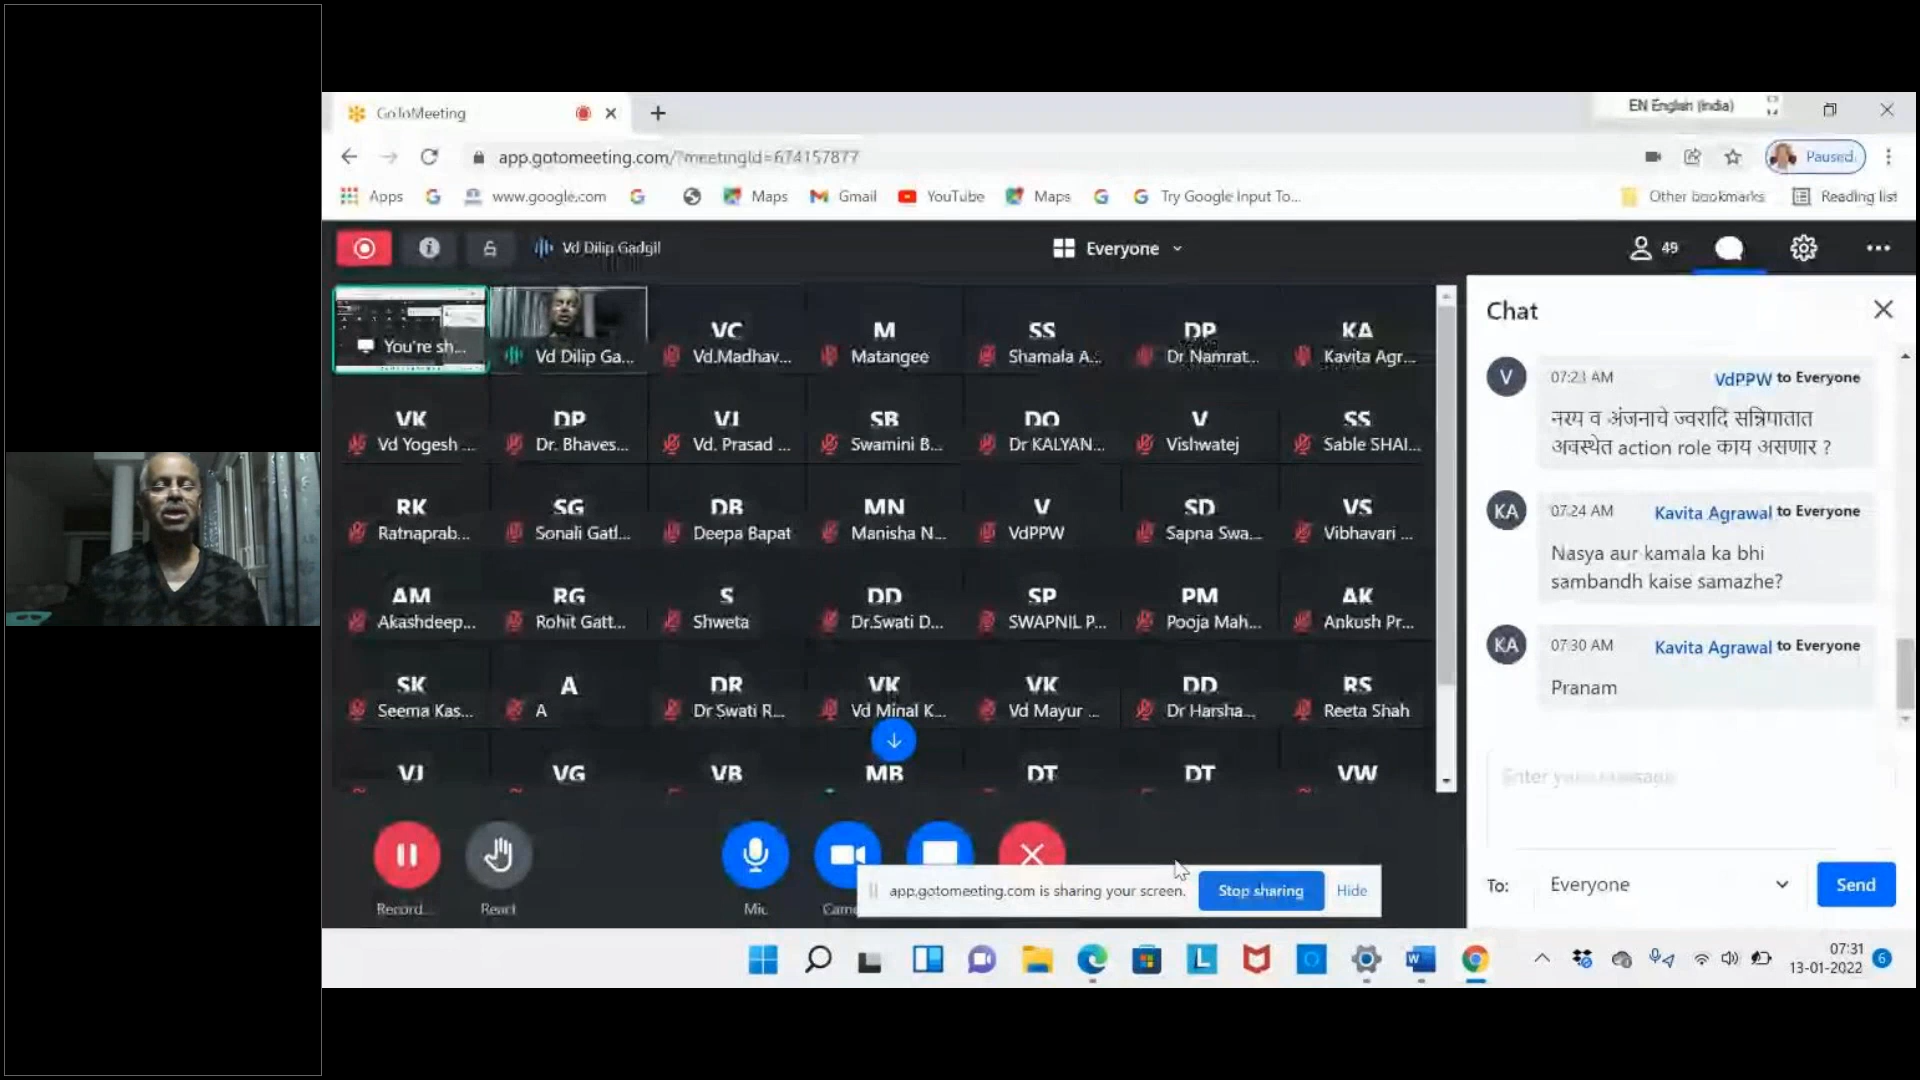 GoToMeeting
EN English (India)
app.gotomeeting.com/?meetingId=674157877
Paused
Apps
www.google.com
Maps
Gmail
YouTube
Maps
Try Google Input To...
Other bookmarks
Reading list
Vd Dilip Gadgil
Everyone
49
You're sh...
Vd Dilip Ga...
VC
Vd.Madhav...
M
Matangee
SS
Shamala A...
DP
Dr Namrat...
KA
Kavita Agr...
VK
Vd Yogesh ...
DP
Dr. Bhaves...
VJ
Vd. Prasad ...
SB
Swamini B...
DO
Dr KALYAN...
V
Vishwatej
SS
Sable SHAI...
RK
Ratnaprab...
SG
Sonali Gatl...
DB
Deepa Bapat
MN
Manisha N...
V
VdPPW
SD
Sapna Swa...
VS
Vibhavari ...
AM
Akashdeep...
RG
Rohit Gatt...
S
Shweta
DD
Dr.Swati D...
SP
SWAPNIL P...
PM
Pooja Mah...
AK
Ankush Pr...
SK
Seema Kas...
A
A
DR
Dr Swati R...
VK
Vd Minal K...
VK
Vd Mayur ...
DD
Dr Harsha...
RS
Reeta Shah
VJ
VG
VB
MB
DT
DT
VW
Record...
React
Mic
Came
app.gotomeeting.com is sharing your screen.
Stop sharing
Hide
Chat
V
07:23 AM
VdPPW to Everyone
नस्य व अंजनाचे ज्वरादि सन्निपातात
अवस्थेत action role काय असणार ?
KA
07:24 AM
Kavita Agrawal to Everyone
Nasya aur kamala ka bhi
sambandh kaise samazhe?
KA
07:30 AM
Kavita Agrawal to Everyone
Pranam
Enter your message
To:
Everyone
Send
07:31
13-01-2022
6